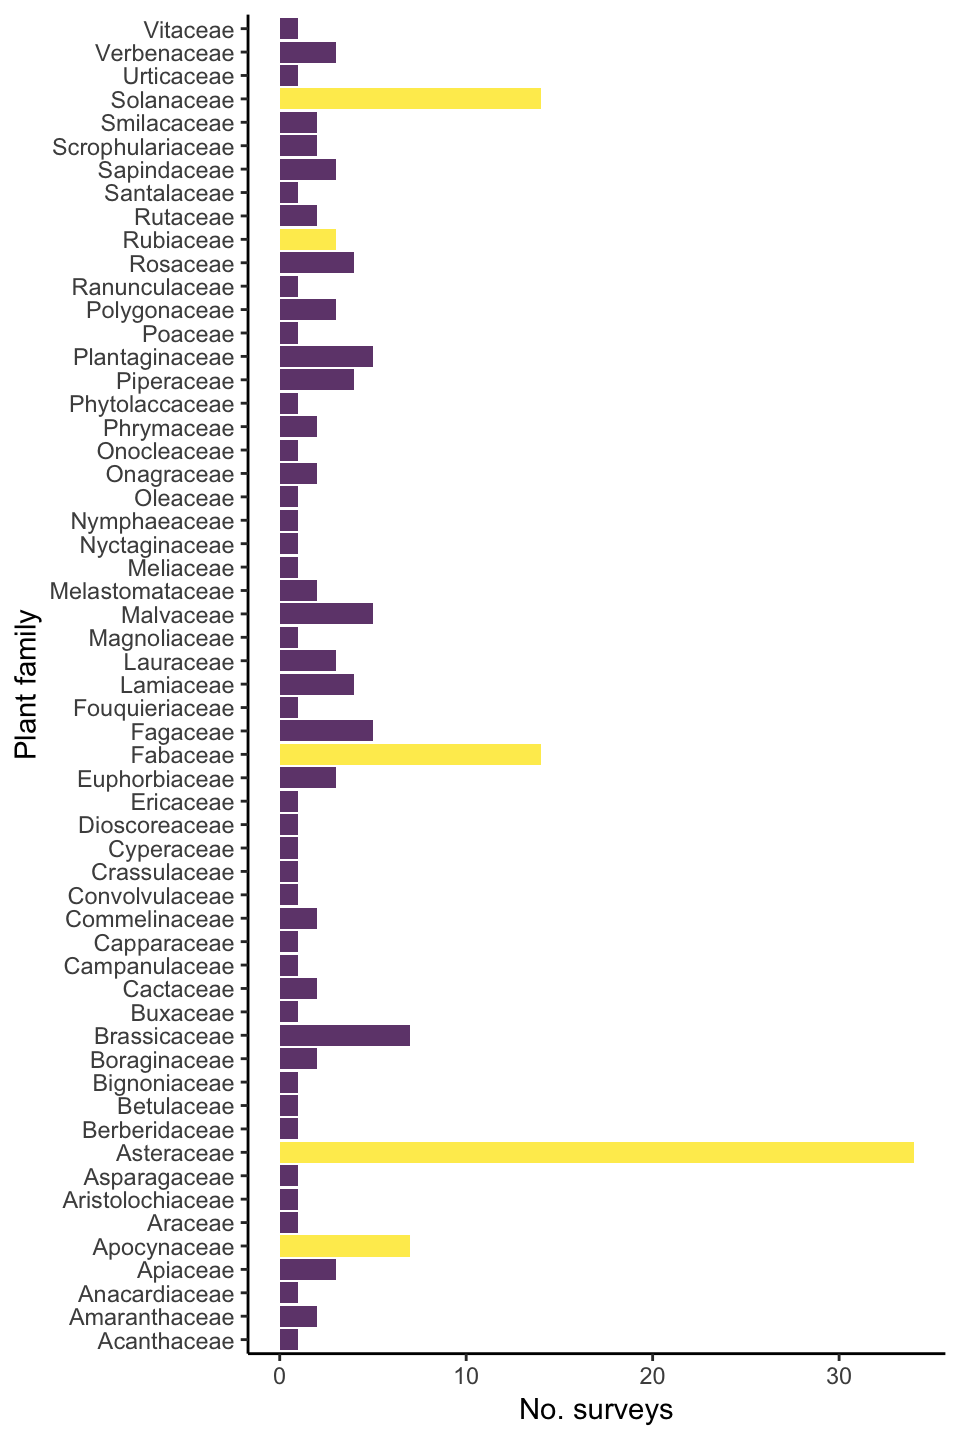 Vitaceae
Verbenaceae
Urticaceae
Solanaceae
Smilacaceae
Scrophulariaceae
Sapindaceae
Santalaceae
Rutaceae
Rubiaceae
Rosaceae
Ranunculaceae
Polygonaceae
Poaceae
Plantaginaceae
Piperaceae
Phytolaccaceae
Phrymaceae
Onocleaceae
Onagraceae
Oleaceae
Nymphaeaceae
Nyctaginaceae
Meliaceae
Melastomataceae
Malvaceae
Magnoliaceae
Lauraceae
Lamiaceae
Fouquieriaceae
Fagaceae
Fabaceae
Euphorbiaceae
Ericaceae
Dioscoreaceae
Cyperaceae
Crassulaceae
Convolvulaceae
Commelinaceae
Capparaceae
Campanulaceae
Cactaceae
Buxaceae
Brassicaceae
Boraginaceae
Bignoniaceae
Betulaceae
Berberidaceae
Asteraceae
Asparagaceae
Aristolochiaceae
Araceae
Apocynaceae
Apiaceae
Anacardiaceae
Amaranthaceae
Acanthaceae
Plant family
0 10 20 30
No. surveys